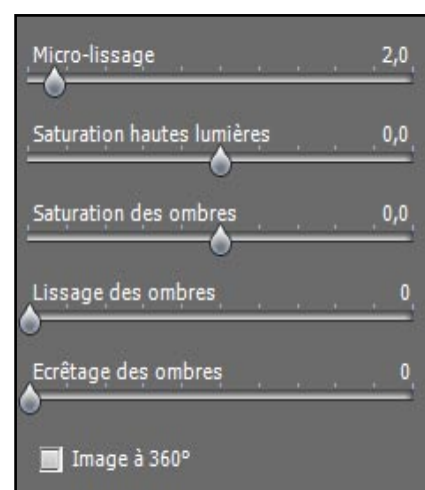 Micro-lissage 2,0
Saturation hautes lumières 0,0
Saturation des ombres 0,0
Lissage des ombres 0
Ecrêtage des ombres 0
Image à 360°